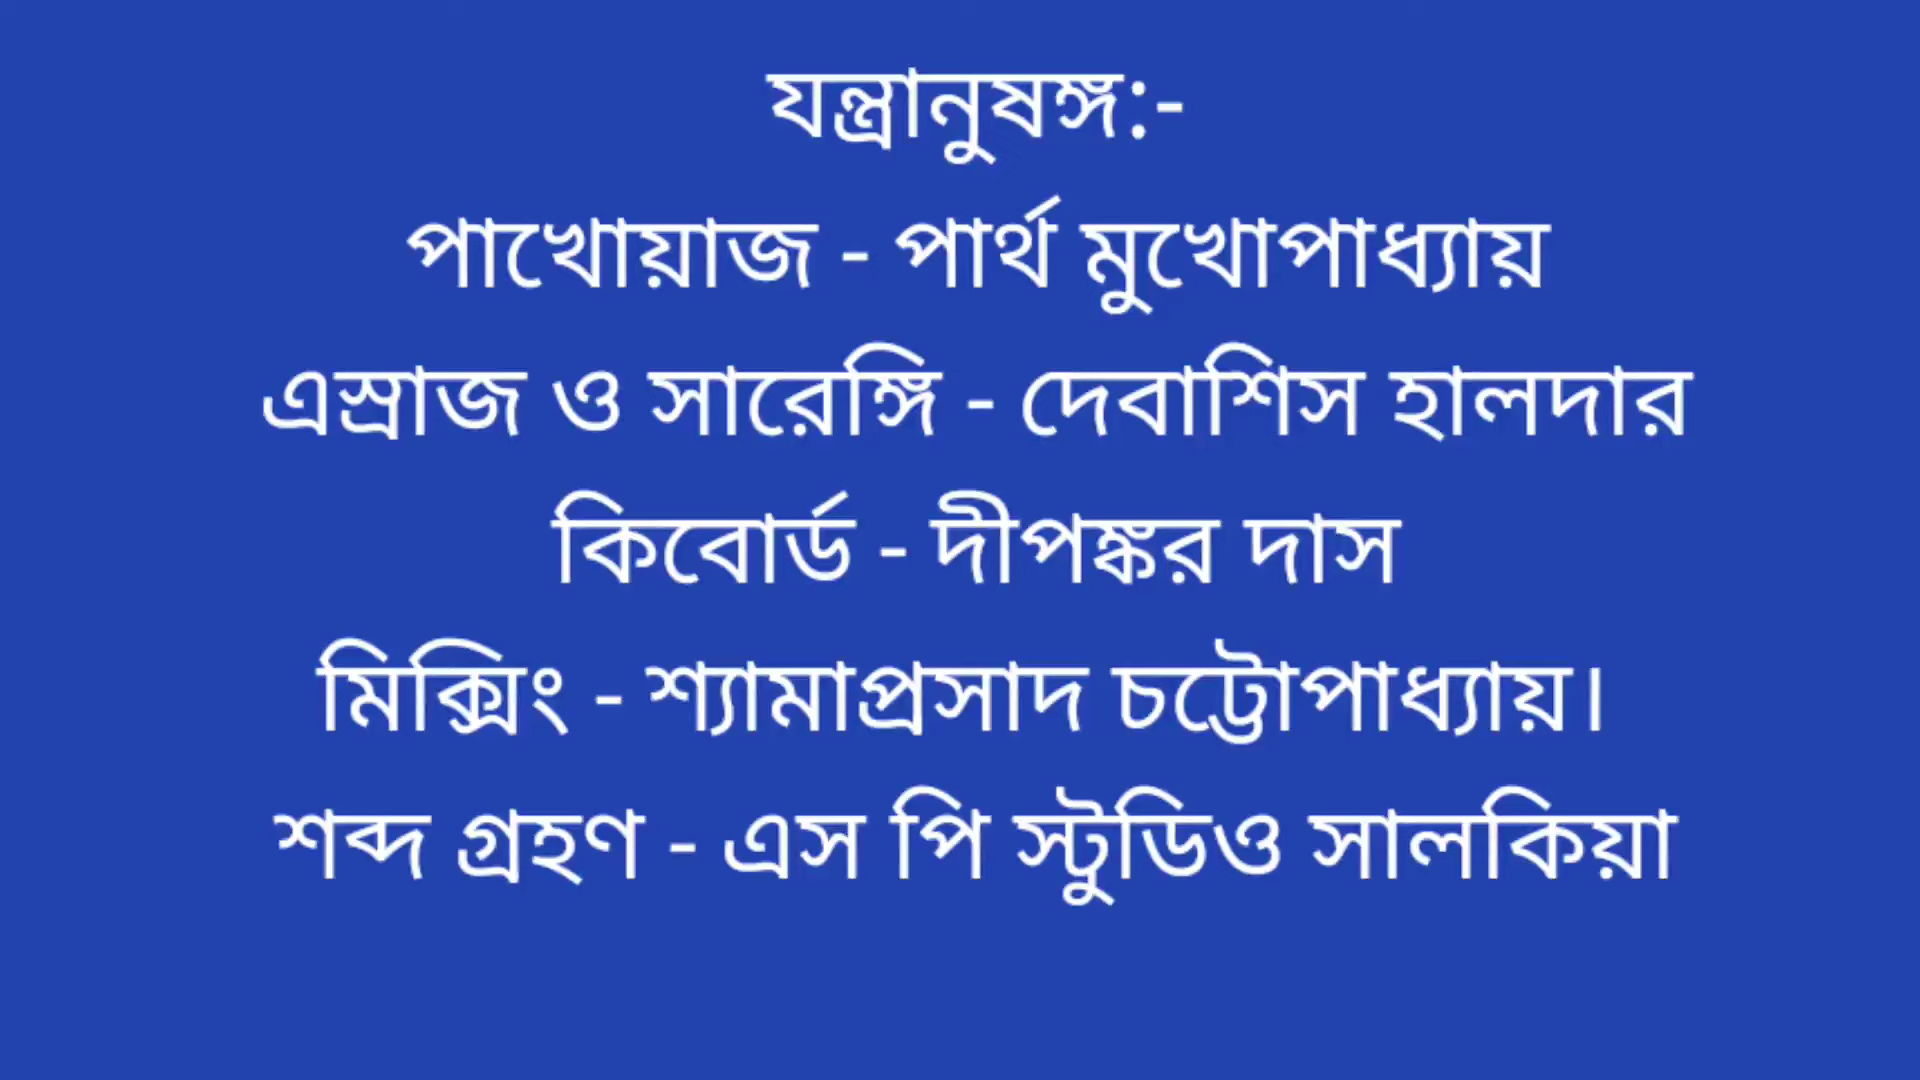 যন্ত্রানুষঙ্গ:-
পাখোয়াজ - পার্থ মুখোপাধ্যায়
এস্রাজ ও সারেঙ্গি - দেবাশিস হালদার
কিবোর্ড - দীপঙ্কর দাস
মিক্সিং - শ্যামাপ্রসাদ চট্টোপাধ্যায়।
শব্দ গ্রহণ - এস পি স্টুডিও সালকিয়া